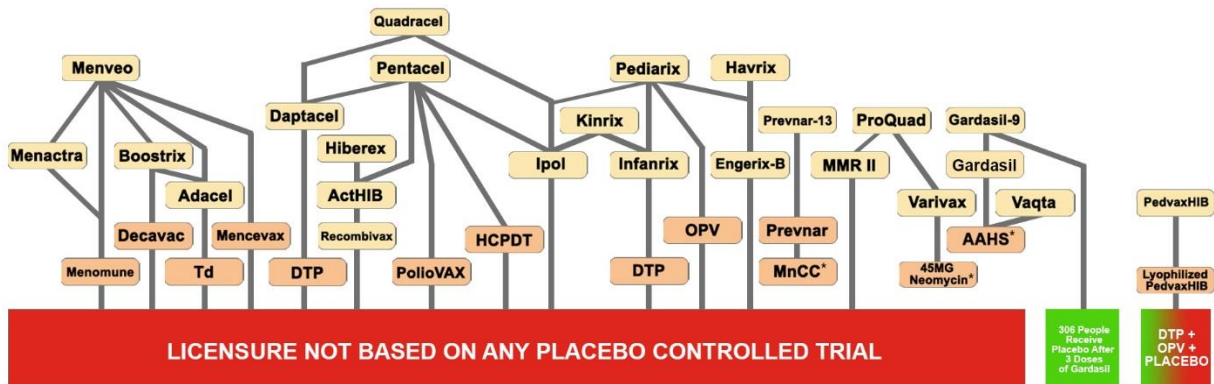 Quadracel
Menveo
Pentacel
Pediarix
Havrix
Daptacel
Kinrix
Prevnar-13
ProQuad
Gardasil-9
Menactra
Boostrix
Hiberex
Ipol
Infanrix
Engerix-B
MMR II
Gardasil
Adacel
ActHIB
Varivax
Vaqta
PedvaxHIB
Decavac
Mencevax
Recombivax
HCPDT
OPV
Prevnar
AAHS*
Menomune
Td
DTP
PolioVAX
DTP
MnCC*
45MG
Neomycin*
Lyophilized
PedvaxHIB
LICENSURE NOT BASED ON ANY PLACEBO CONTROLLED TRIAL
306 People
Receive
Placebo After
3 Doses
of Gardasil
DTP +
OPV +
PLACEBO